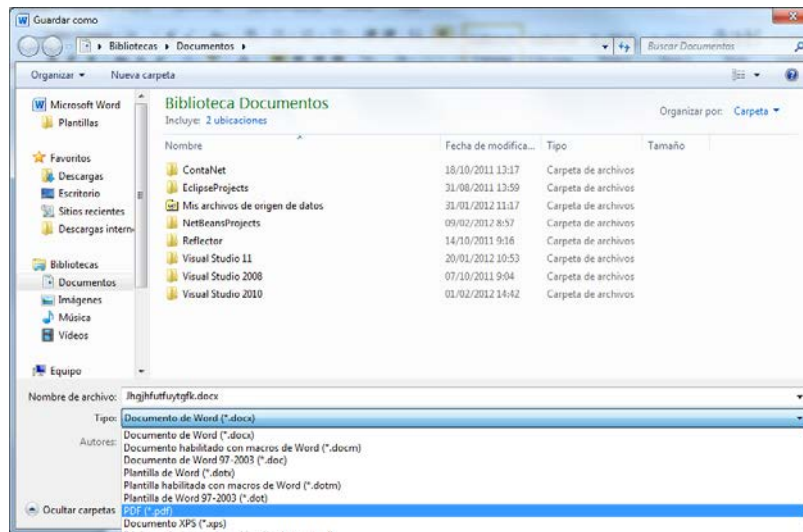 Guardar como
Bibliotecas Documentos
Buscar Documentos
Organizar Nueva carpeta
Microsoft Word
Plantillas
Favoritos
Descargas
Escritorio
Sitios recientes
Descargas intern
Bibliotecas
Documentos
Imágenes
Música
Vídeos
Equipo
Biblioteca Documentos
Incluye: 2 ubicaciones
Organizar por: Carpeta
Nombre Fecha de modifica... Tipo Tamaño
ContaNet 18/10/2011 13:17 Carpeta de archivos
EclipseProjects 31/08/2011 13:59 Carpeta de archivos
Mis archivos de origen de datos 31/01/2012 11:17 Carpeta de archivos
NetBeansProjects 09/02/2012 8:57 Carpeta de archivos
Reflector 14/10/2011 9:16 Carpeta de archivos
Visual Studio 11 20/01/2012 10:53 Carpeta de archivos
Visual Studio 2008 07/10/2011 9:04 Carpeta de archivos
Visual Studio 2010 01/02/2012 14:42 Carpeta de archivos
Nombre de archivo: Jhgjhfutfuytgfk.docx
Tipo: Documento de Word (*.docx)
Autores:
Documento de Word (*.docx)
Documento habilitado con macros de Word (*.docm)
Documento de Word 97-2003 (*.doc)
Plantilla de Word (*.dotx)
Plantilla habilitada con macros de Word (*.dotm)
Plantilla de Word 97-2003 (*.dot)
PDF (*.pdf)
Documento XPS (*.xps)
Ocultar carpetas